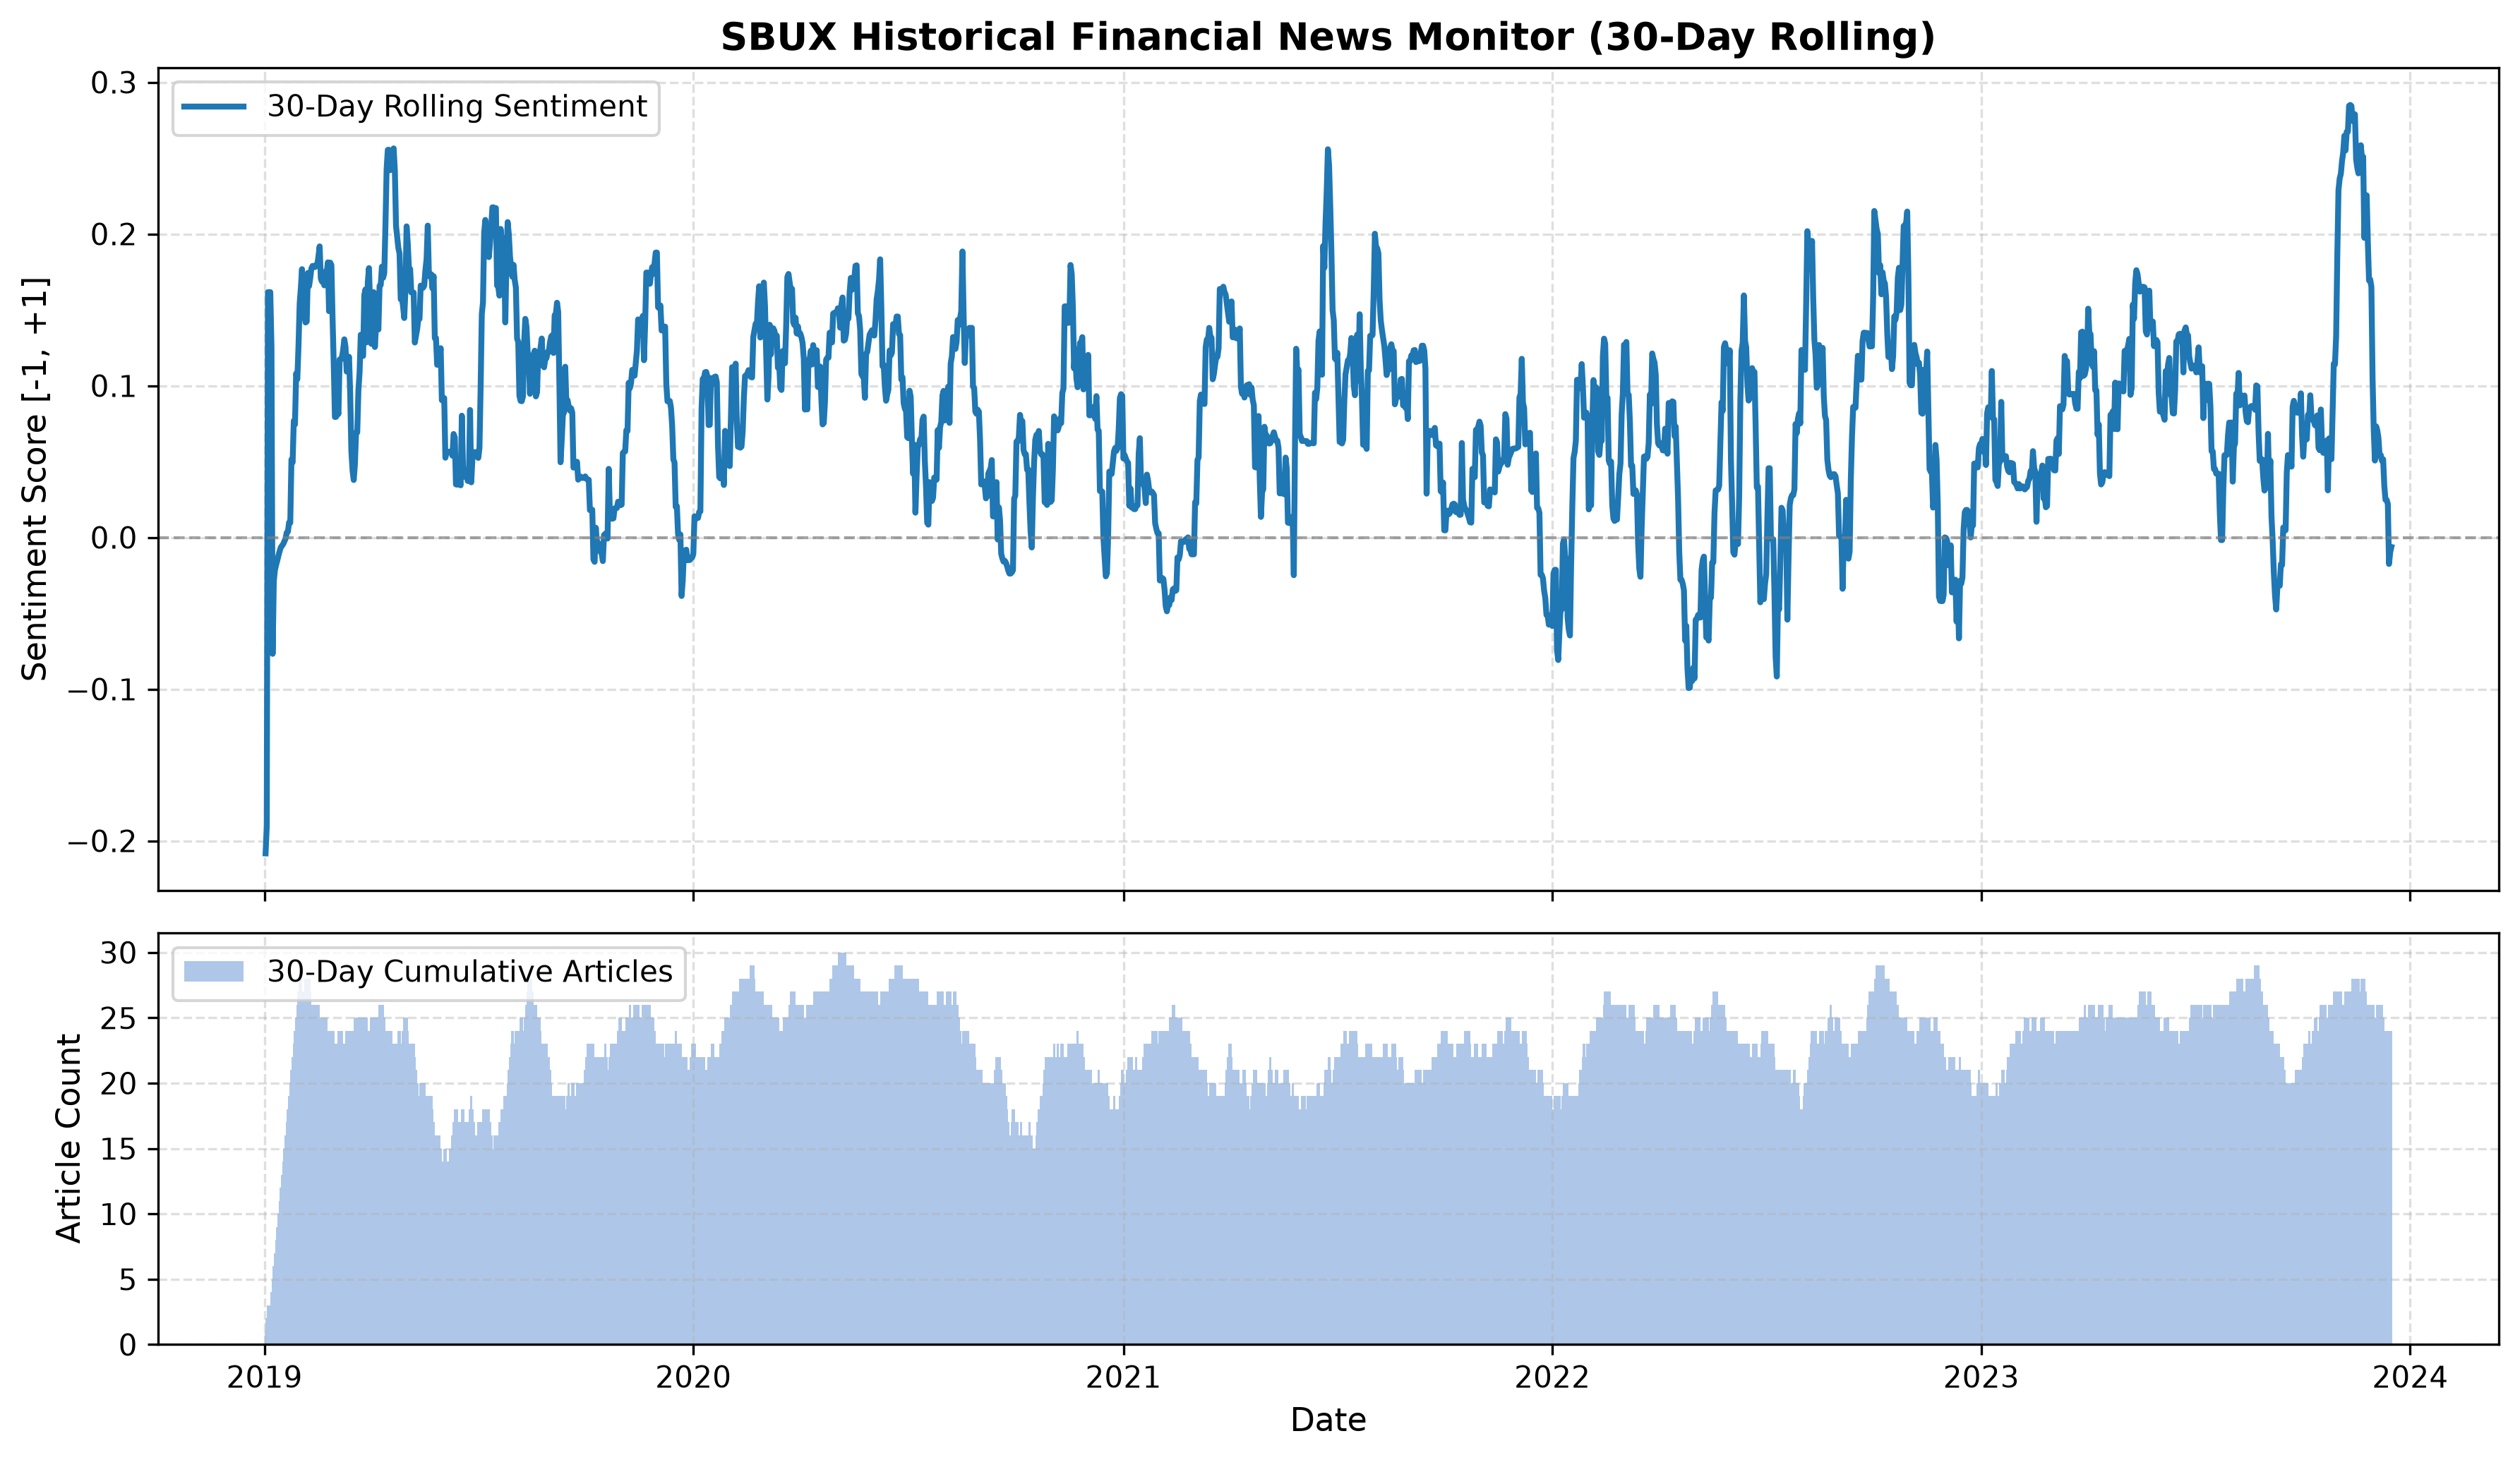 SBUX Historical Financial News Monitor (30-Day Rolling)
30-Day Rolling Sentiment
Sentiment Score [-1, +1]
0.3
0.2
0.1
0.0
−0.1
−0.2
30-Day Cumulative Articles
Article Count
30
25
20
15
10
5
0
2019 2020 2021 2022 2023 2024
Date